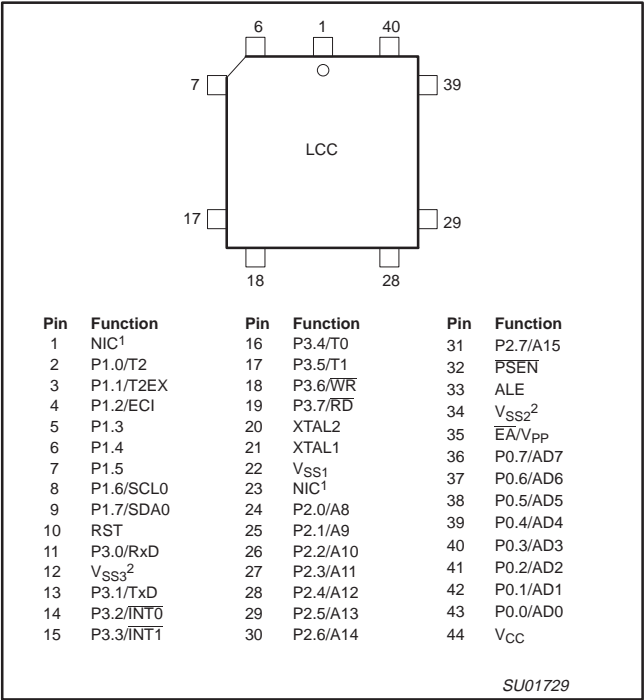 6 1 40
7 39
LCC
17 29
18 28
Pin Function
1 NIC1
2 P1.0/T2
3 P1.1/T2EX
4 P1.2/ECI
5 P1.3
6 P1.4
7 P1.5
8 P1.6/SCL0
9 P1.7/SDA0
10 RST
11 P3.0/RxD
12 VSS32
13 P3.1/TxD
14 P3.2/INT0
15 P3.3/INT1
Pin Function
16 P3.4/T0
17 P3.5/T1
18 P3.6/WR
19 P3.7/RD
20 XTAL2
21 XTAL1
22 VSS1
23 NIC1
24 P2.0/A8
25 P2.1/A9
26 P2.2/A10
27 P2.3/A11
28 P2.4/A12
29 P2.5/A13
30 P2.6/A14
Pin Function
31 P2.7/A15
32 PSEN
33 ALE
34 VSS22
35 EA/VPP
36 P0.7/AD7
37 P0.6/AD6
38 P0.5/AD5
39 P0.4/AD4
40 P0.3/AD3
41 P0.2/AD2
42 P0.1/AD1
43 P0.0/AD0
44 VCC
SU01729